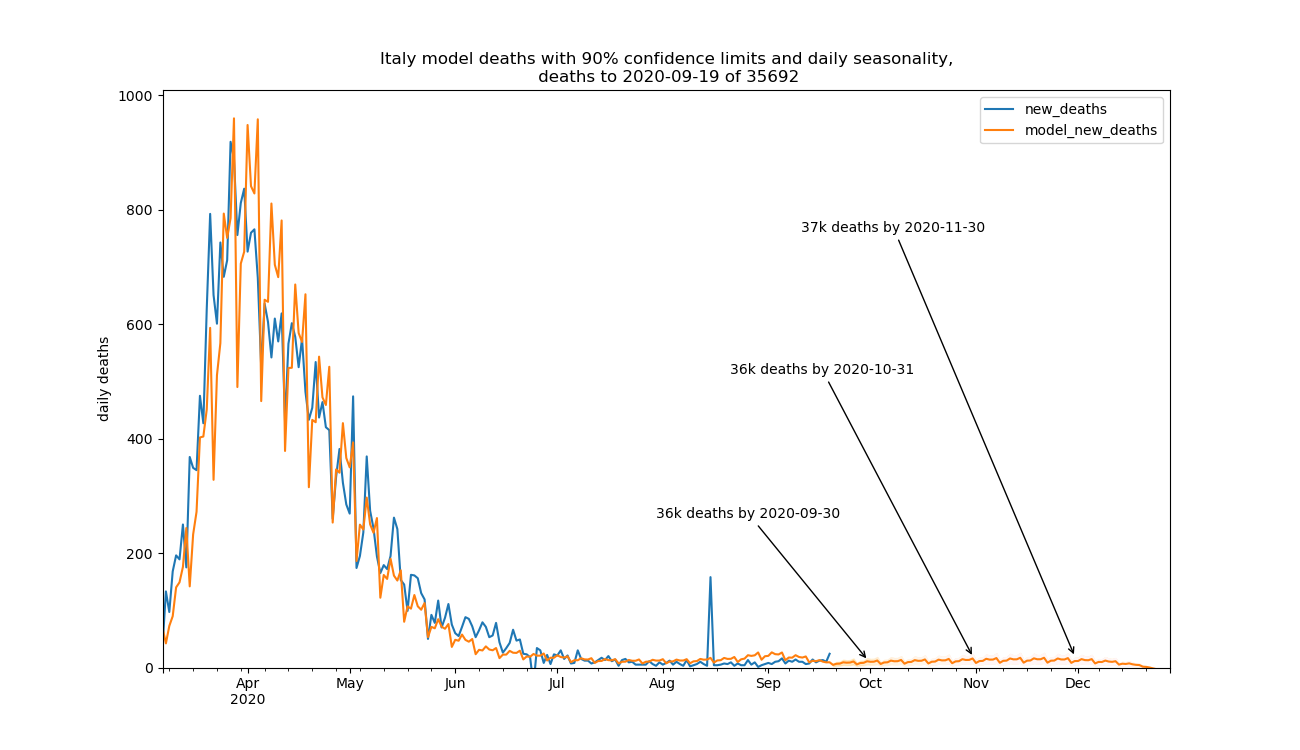 Italy model deaths with 90% confidence limits and daily seasonality,
deaths to 2020-09-19 of 35692
1000
800
600
400
200
0
daily deaths
new_deaths
model_new_deaths
37k deaths by 2020-11-30
36k deaths by 2020-10-31
36k deaths by 2020-09-30
Apr May Jun Jul Aug Sep Oct Nov Dec
2020